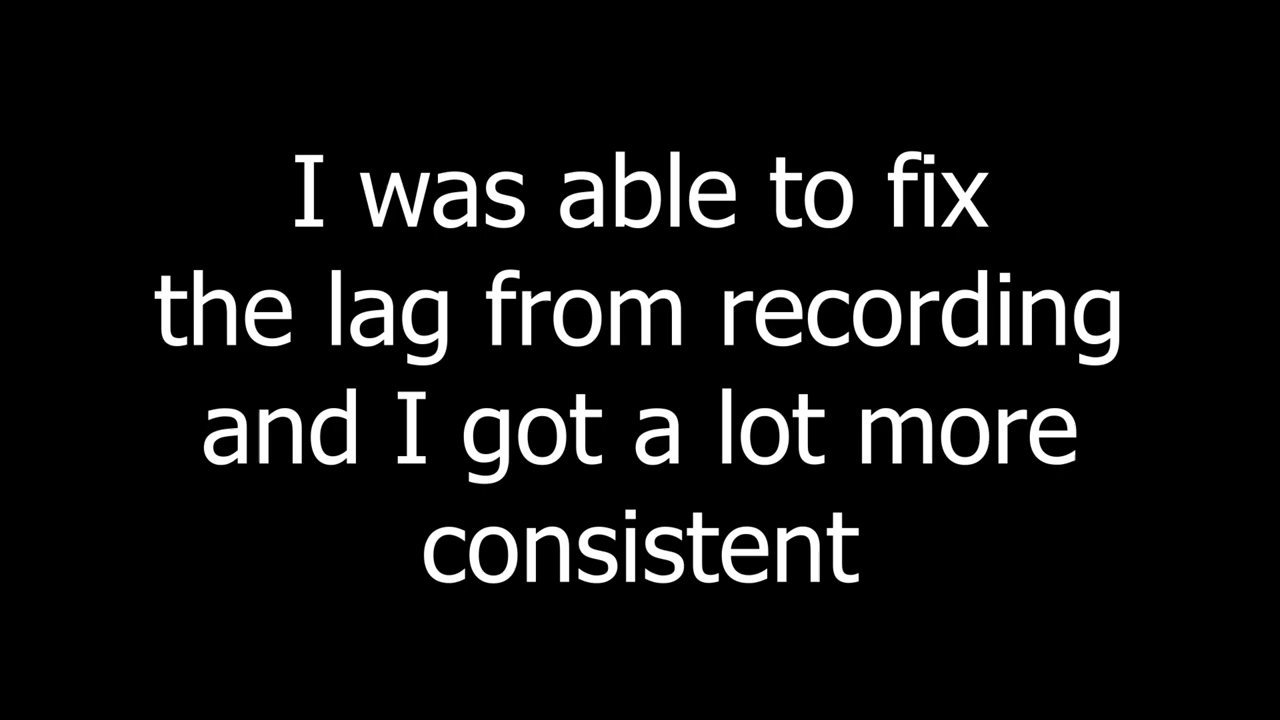 I was able to fix
the lag from recording
and I got a lot more
consistent